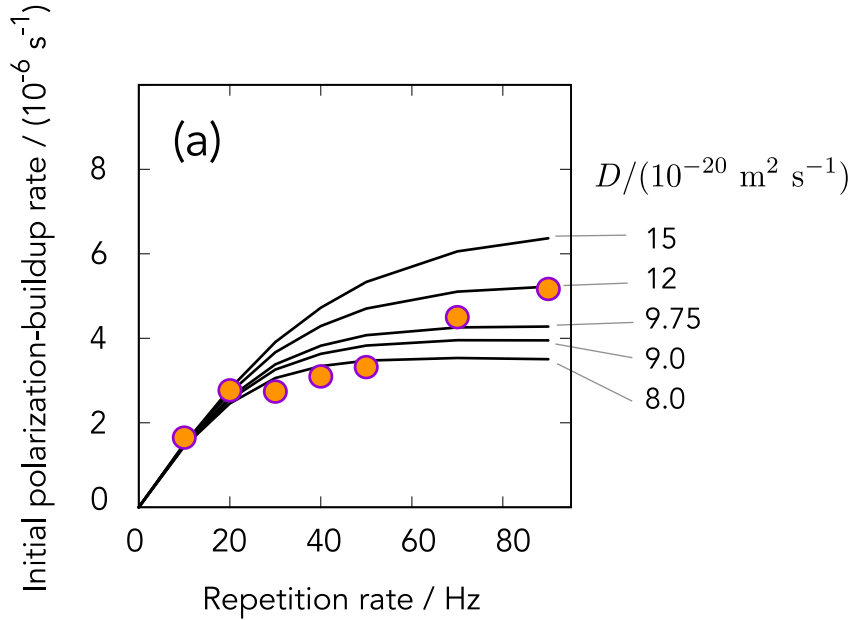 Initial polarization-buildup rate / (10⁻⁶ s⁻¹)
(a)
8
6
4
2
0
0 20 40 60 80
Repetition rate / Hz
D/(10⁻²⁰ m² s⁻¹)
15
12
9.75
9.0
8.0